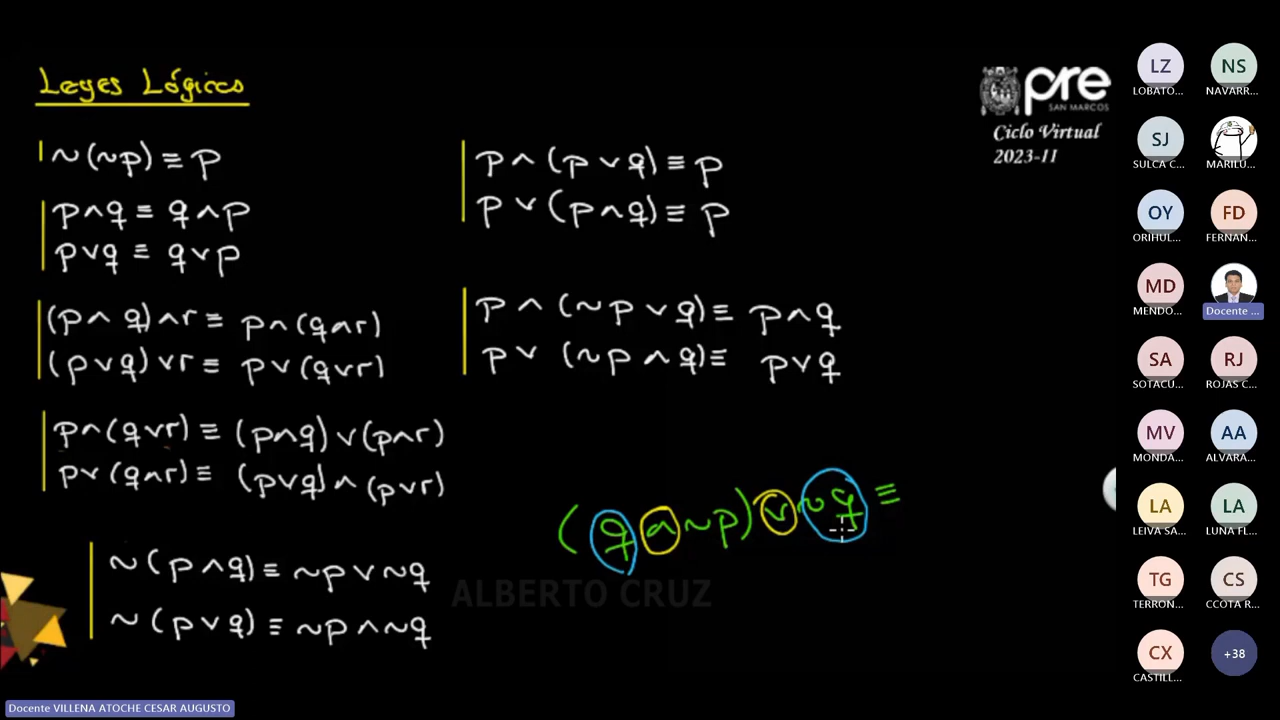 Leyes Lógicas
~(~p) ≡ p
p∧q ≡ q∧p
p∨q ≡ q∨p
(p∧q)∧r ≡ p∧(q∧r)
(p∨q)∨r ≡ p∨(q∨r)
p∧(q∨r) ≡ (p∧q)∨(p∧r)
p∨(q∧r) ≡ (p∨q)∧(p∨r)
~(p∧q) ≡ ~p∨~q
~(p∨q) ≡ ~p∧~q
p∧(p∨q) ≡ p
p∨(p∧q) ≡ p
p∧(~p∨q) ≡ p∧q
p∨(~p∧q) ≡ p∨q
(q∧~p)∨~q ≡
ALBERTO CRUZ
pre
SAN MARCOS
Ciclo Virtual
2023-II
LZ
LOBATO...
NS
NAVARR...
SJ
SULCA C...
MARILU...
OY
ORIHUL...
FD
FERNAN...
MD
MENDO...
Docente ...
SA
SOTACU...
RJ
ROJAS C...
MV
MONDA...
AA
ALVARA...
LA
LEIVA SA...
LA
LUNA FL...
TG
TERRON...
CS
CCOTA R...
CX
CASTILL...
+38
Docente VILLENA ATOCHE CESAR AUGUSTO